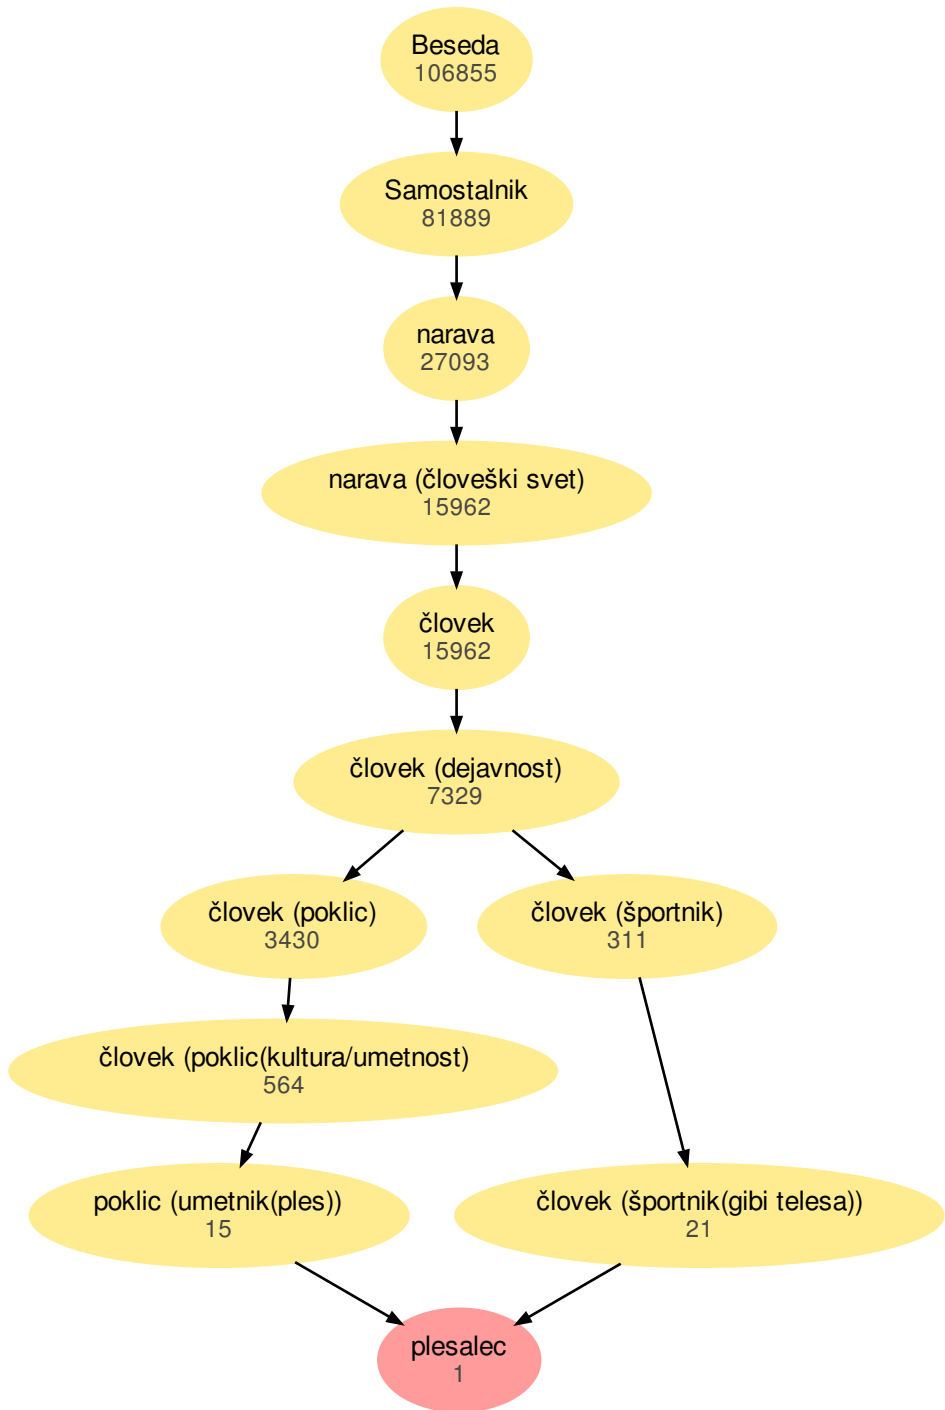 Beseda
106855
Samostalnik
81889
narava
27093
narava (človeški svet)
15962
človek
15962
človek (dejavnost)
7329
človek (poklic)
3430
človek (športnik)
311
človek (poklic(kultura/umetnost)
564
poklic (umetnik(ples))
15
človek (športnik(gibi telesa))
21
plesalec
1